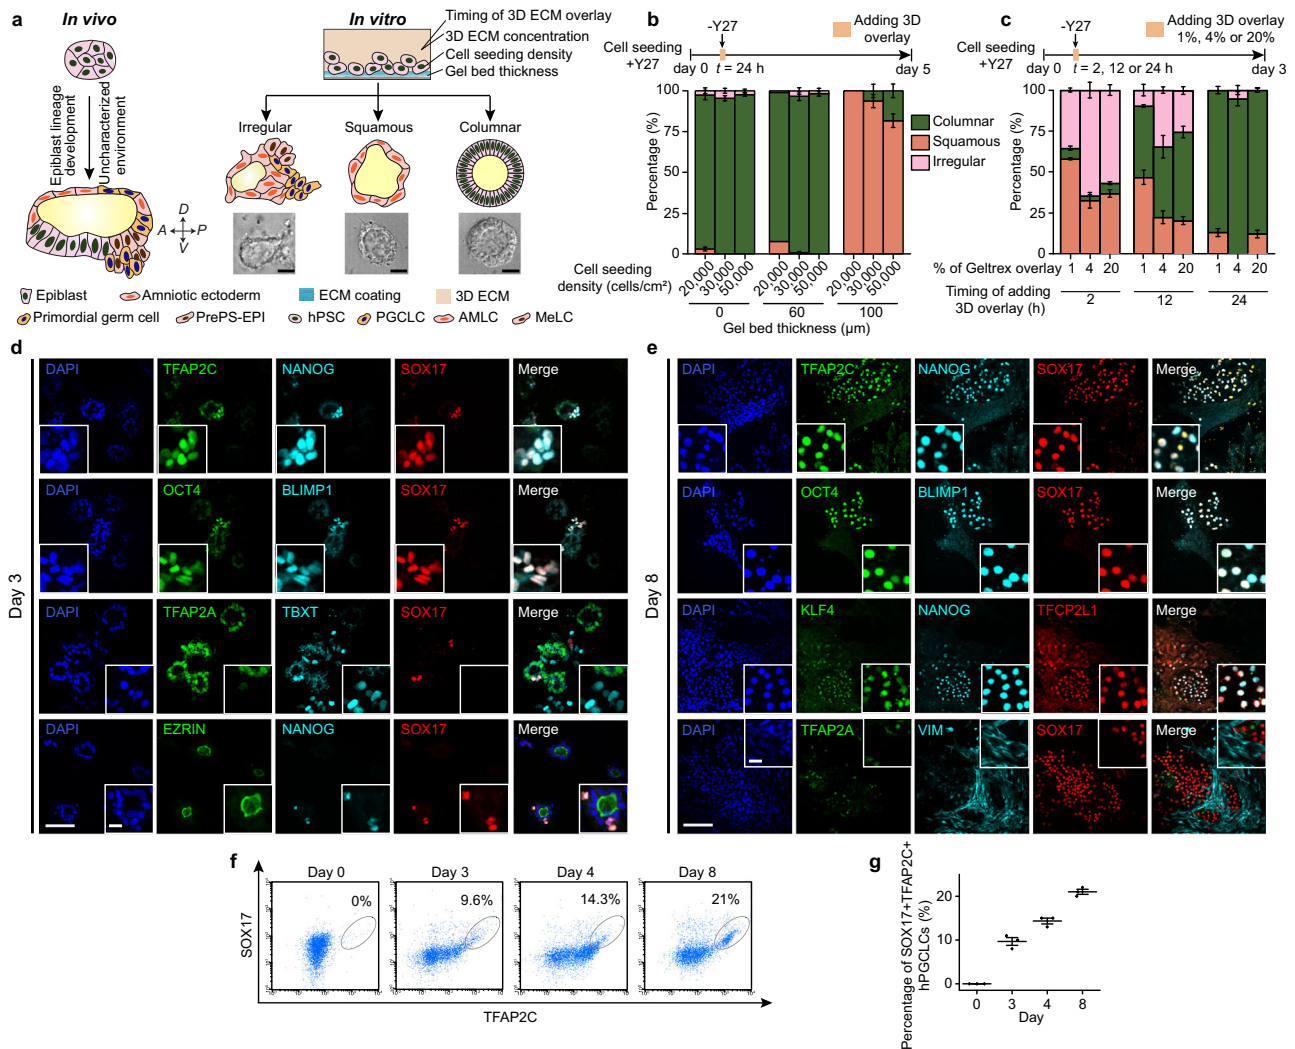 a
In vivo
In vitro
Timing of 3D ECM overlay
3D ECM concentration
Cell seeding density
Gel bed thickness
Epiblast lineage
development
Uncharacterized
environment
Irregular
Squamous
Columnar
D
A
P
V
Epiblast
Amniotic ectoderm
ECM coating
3D ECM
Primordial germ cell
PrePS-EPI
hPSC
PGCLC
AMLC
MeLC
b
-Y27
Adding 3D
overlay
Cell seeding
+Y27
day 0
t = 24 h
day 5
Percentage (%)
100
75
50
25
0
Columnar
Squamous
Irregular
Cell seeding
density (cells/cm²)
20,000
30,000
50,000
20,000
30,000
50,000
20,000
30,000
50,000
0
60
100
Gel bed thickness (μm)
c
-Y27
Adding 3D overlay
1%, 4% or 20%
Cell seeding
+Y27
day 0
t = 2, 12 or 24 h
day 3
Percentage (%)
100
75
50
25
0
% of Geltrex overlay
1 4 20
1 4 20
1 4 20
Timing of adding
3D overlay (h)
2
12
24
d
Day 3
DAPI TFAP2C NANOG SOX17 Merge
DAPI OCT4 BLIMP1 SOX17 Merge
DAPI TFAP2A TBXT SOX17 Merge
DAPI EZRIN NANOG SOX17 Merge
e
Day 8
DAPI TFAP2C NANOG SOX17 Merge
DAPI OCT4 BLIMP1 SOX17 Merge
DAPI KLF4 NANOG TFCP2L1 Merge
DAPI TFAP2A VIM SOX17 Merge
f
Day 0
Day 3
Day 4
Day 8
0%
9.6%
14.3%
21%
SOX17
TFAP2C
g
Percentage of SOX17+TFAP2C+
hPGCLCs (%)
20
10
0
0 3 4 8
Day